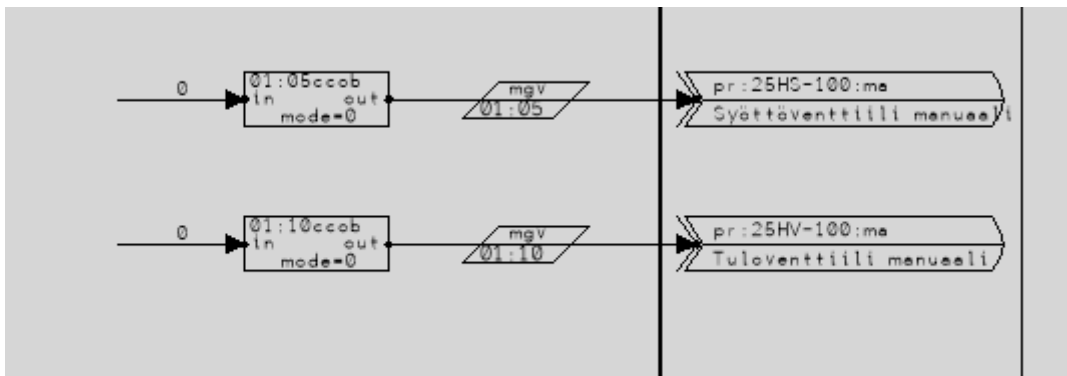 0
01:05ccob
in out
mode=0
mgv
01:05
pr:25HS-100:ma
Syöttöventtiili manuaali
0
01:10ccob
in out
mode=0
mgv
01:10
pr:25HV-100:ma
Tuloventtiili manuaali